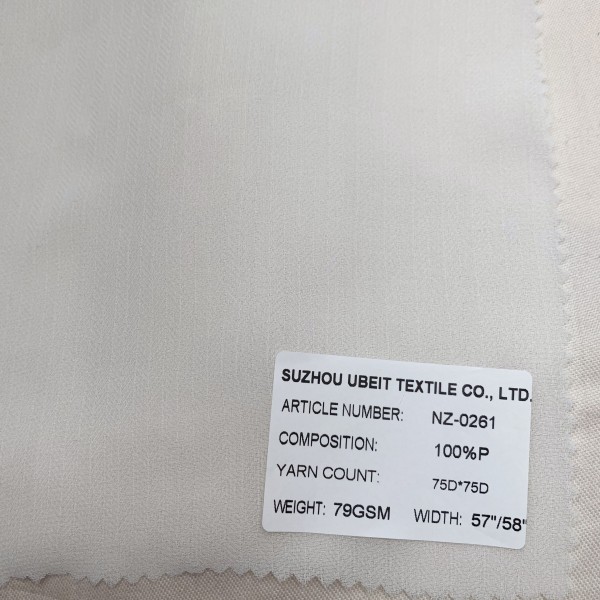 SUZHOU UBEIT TEXTILE CO., LTD.
ARTICLE NUMBER: NZ-0261
COMPOSITION: 100%P
YARN COUNT: 75D*75D
WEIGHT: 79GSM WIDTH: 57"/58"